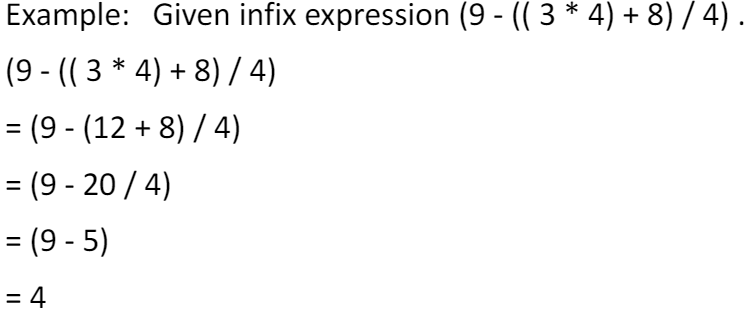 Example:   Given infix expression (9 - (( 3 * 4) + 8) / 4) .
(9 - (( 3 * 4) + 8) / 4)
= (9 - (12 + 8) / 4)
= (9 - 20 / 4)
= (9 - 5)
= 4